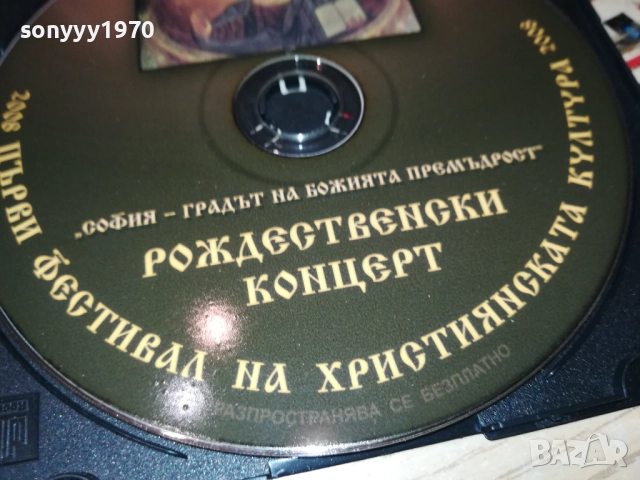 sonyyy1970
„СОФИЯ – ГРАДЪТ НА БОЖИЯТА ПРЕМЪДРОСТ“
РОЖДЕСТВЕНСКИ
КОНЦЕРТ
2008 ПЪРВИ ФЕСТИВАЛ НА ХРИСТИЯНСКАТА КУЛТУРА 2008
РАЗПРОСТРАНЯВА СЕ БЕЗПЛАТНО
BAZAR